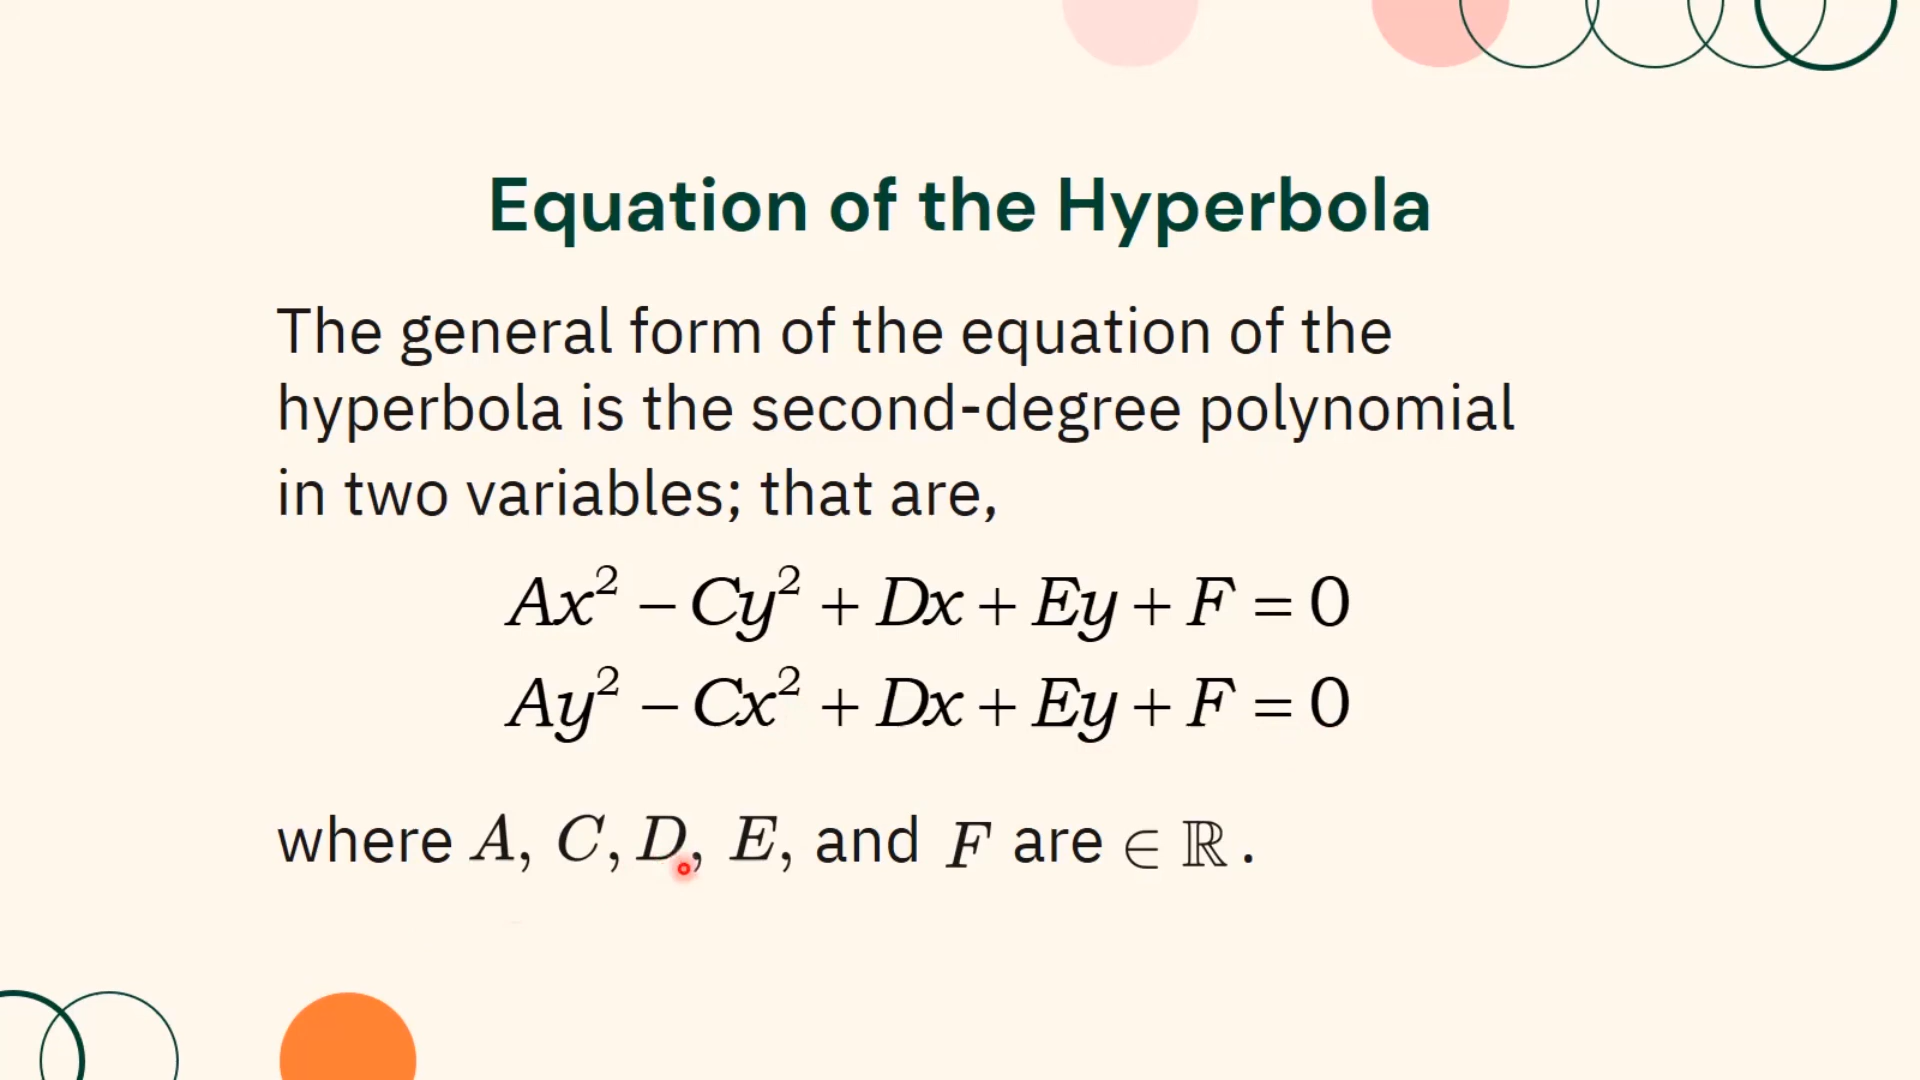 Equation of the Hyperbola
The general form of the equation of the
hyperbola is the second-degree polynomial
in two variables; that are,
Ax² − Cy² + Dx + Ey + F = 0
Ay² − Cx² + Dx + Ey + F = 0
where A, C, D, E, and F are ∈ ℝ .